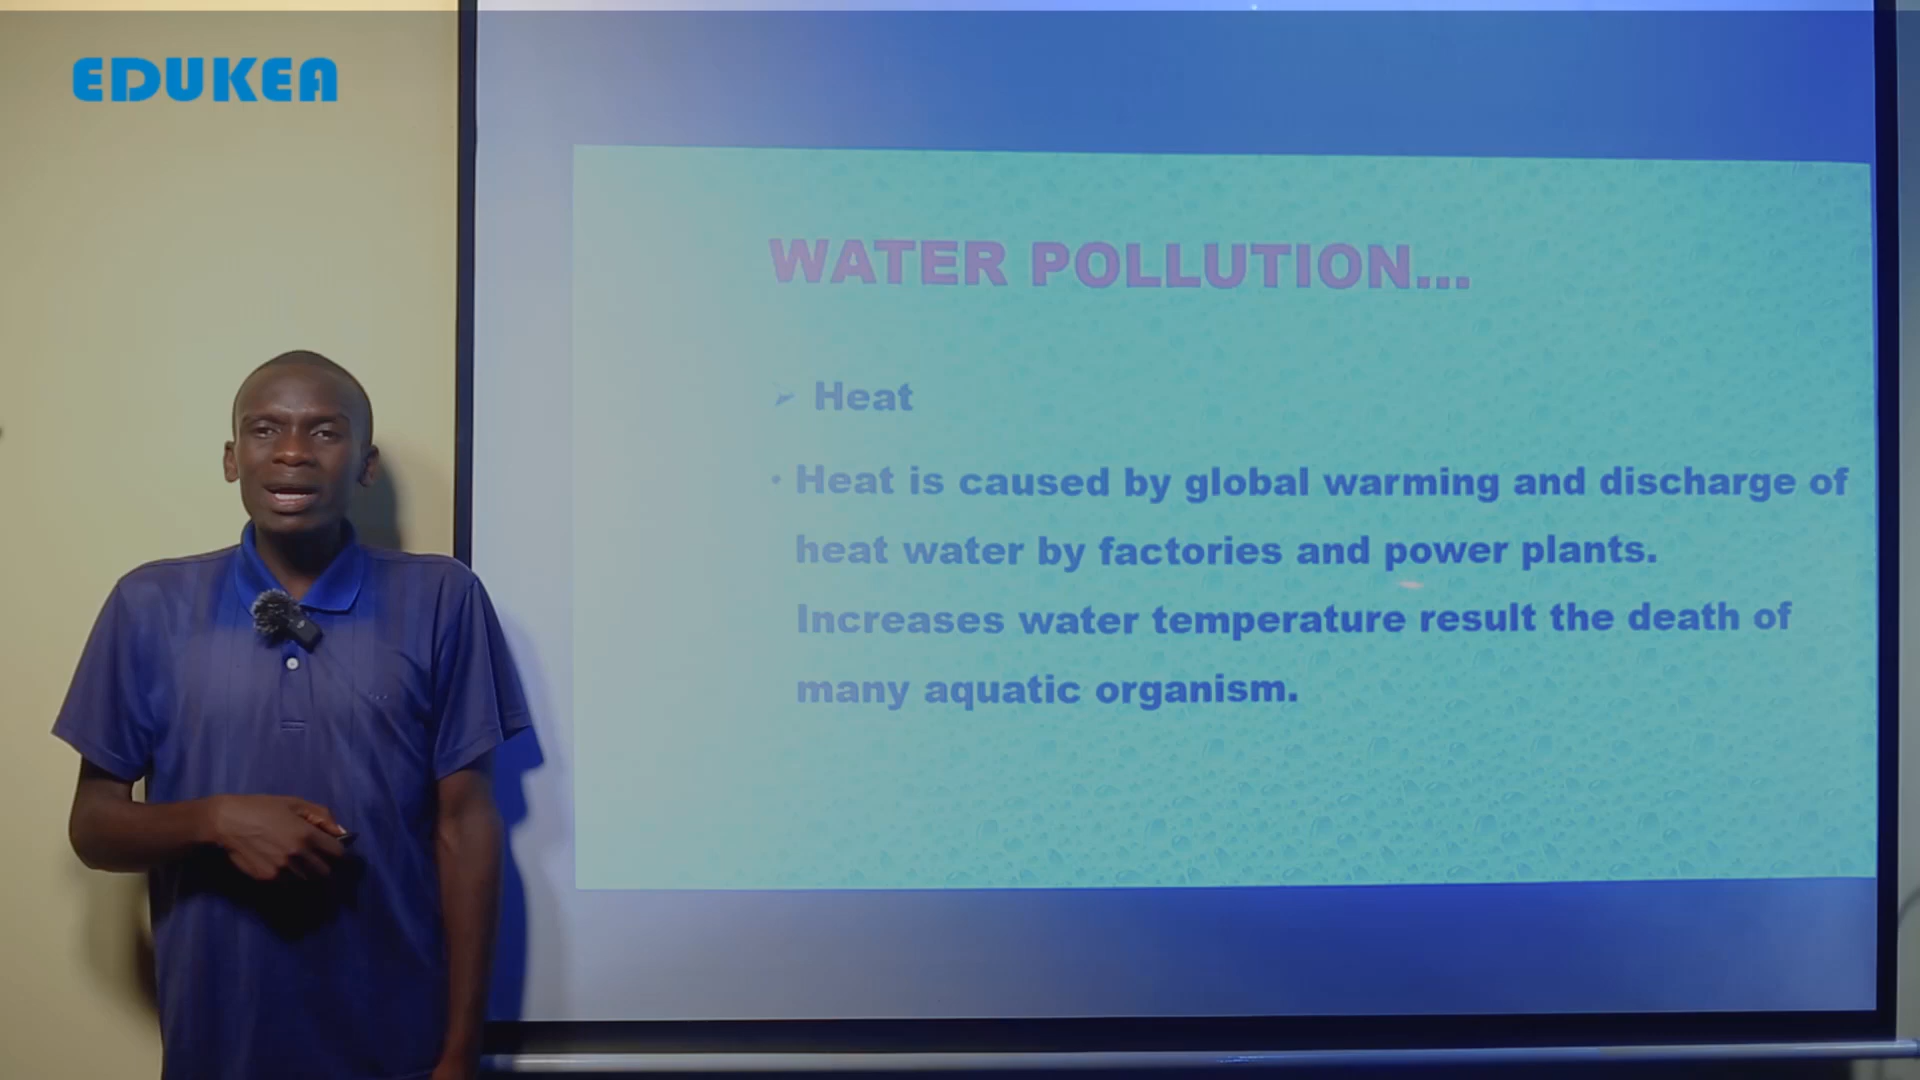 EDUKEA
WATER POLLUTION...
➢ Heat
• Heat is caused by global warming and discharge of
heat water by factories and power plants.
Increases water temperature result the death of
many aquatic organism.